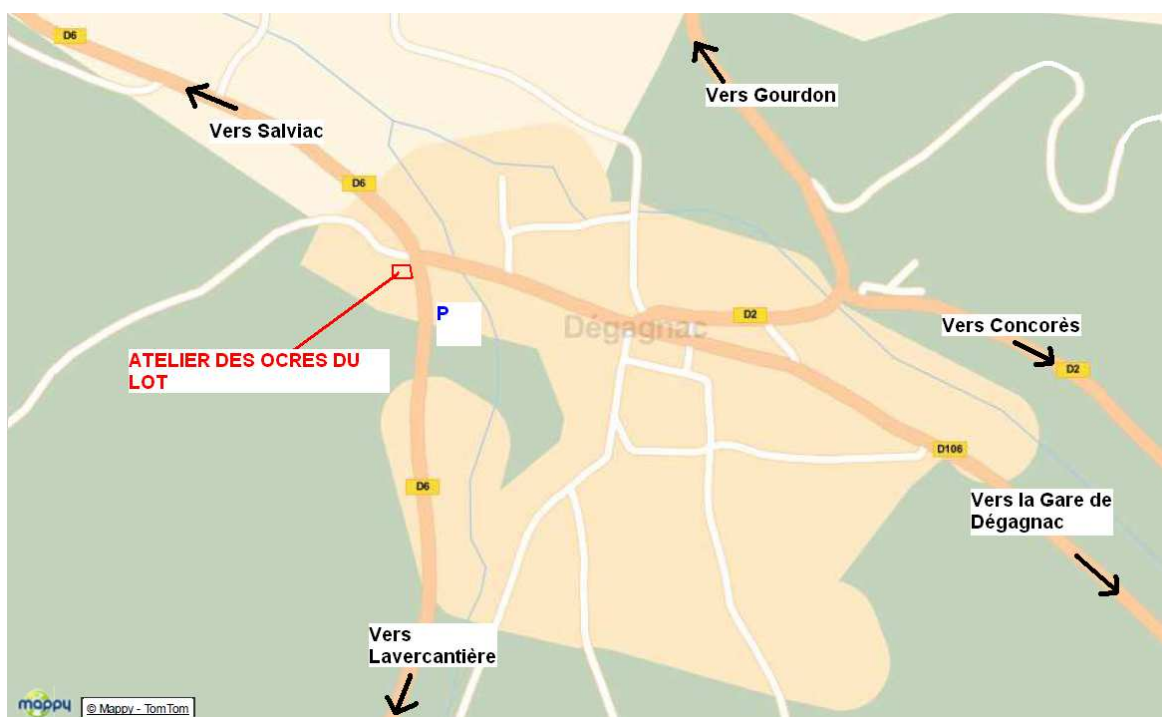 D6
Vers Gourdon
Vers Salviac
D6
P
Dégagnac
D2
Vers Concorès
D2
ATELIER DES OCRES DU
LOT
D106
D6
Vers la Gare de
Dégagnac
Vers
Lavercantière
mappy
© Mappy - TomTom